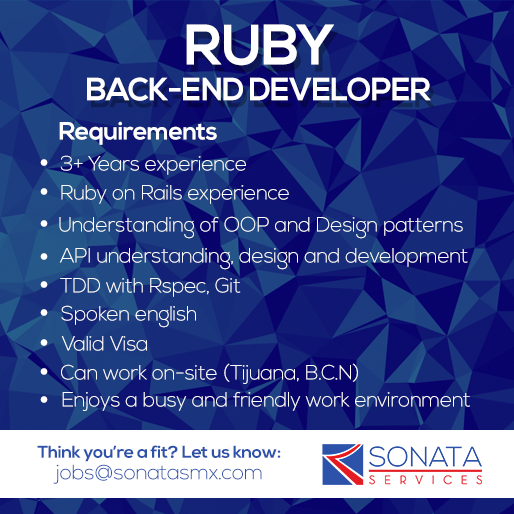 RUBY
BACK-END DEVELOPER
Requirements
• 3+ Years experience
• Ruby on Rails experience
• Understanding of OOP and Design patterns
• API understanding, design and development
• TDD with Rspec, Git
• Spoken english
• Valid Visa
• Can work on-site (Tijuana, B.C.N)
• Enjoys a busy and friendly work environment
Think you're a fit? Let us know:
jobs@sonatasmx.com
SONATA
SERVICES